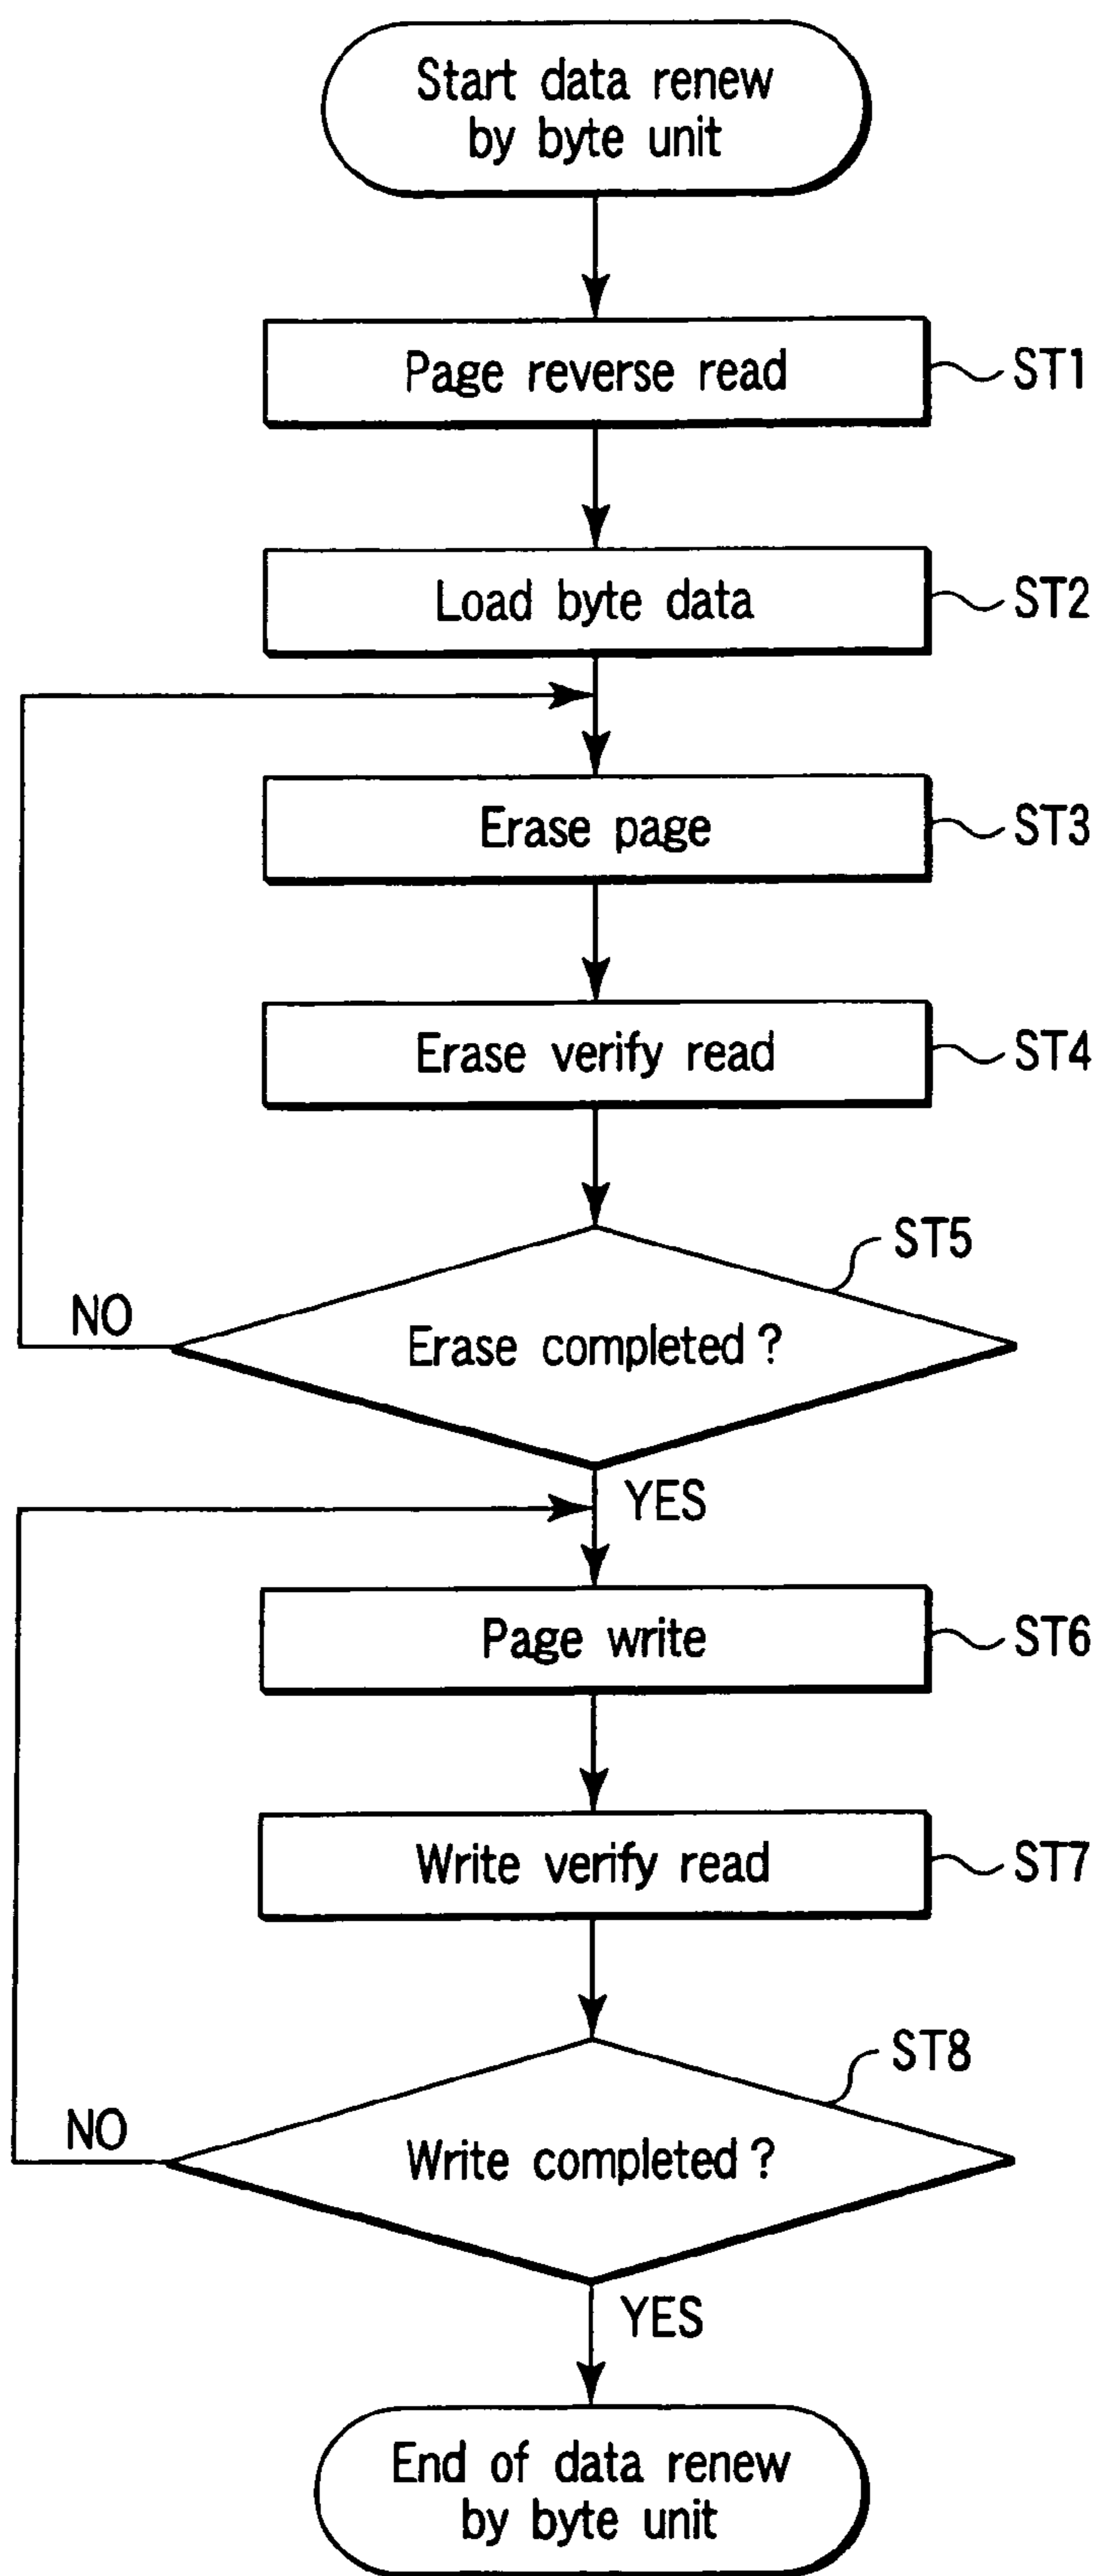 Start data renew
by byte unit
Page reverse read
ST1
Load byte data
ST2
Erase page
ST3
Erase verify read
ST4
ST5
NO
Erase completed ?
YES
Page write
ST6
Write verify read
ST7
ST8
NO
Write completed ?
YES
End of data renew
by byte unit